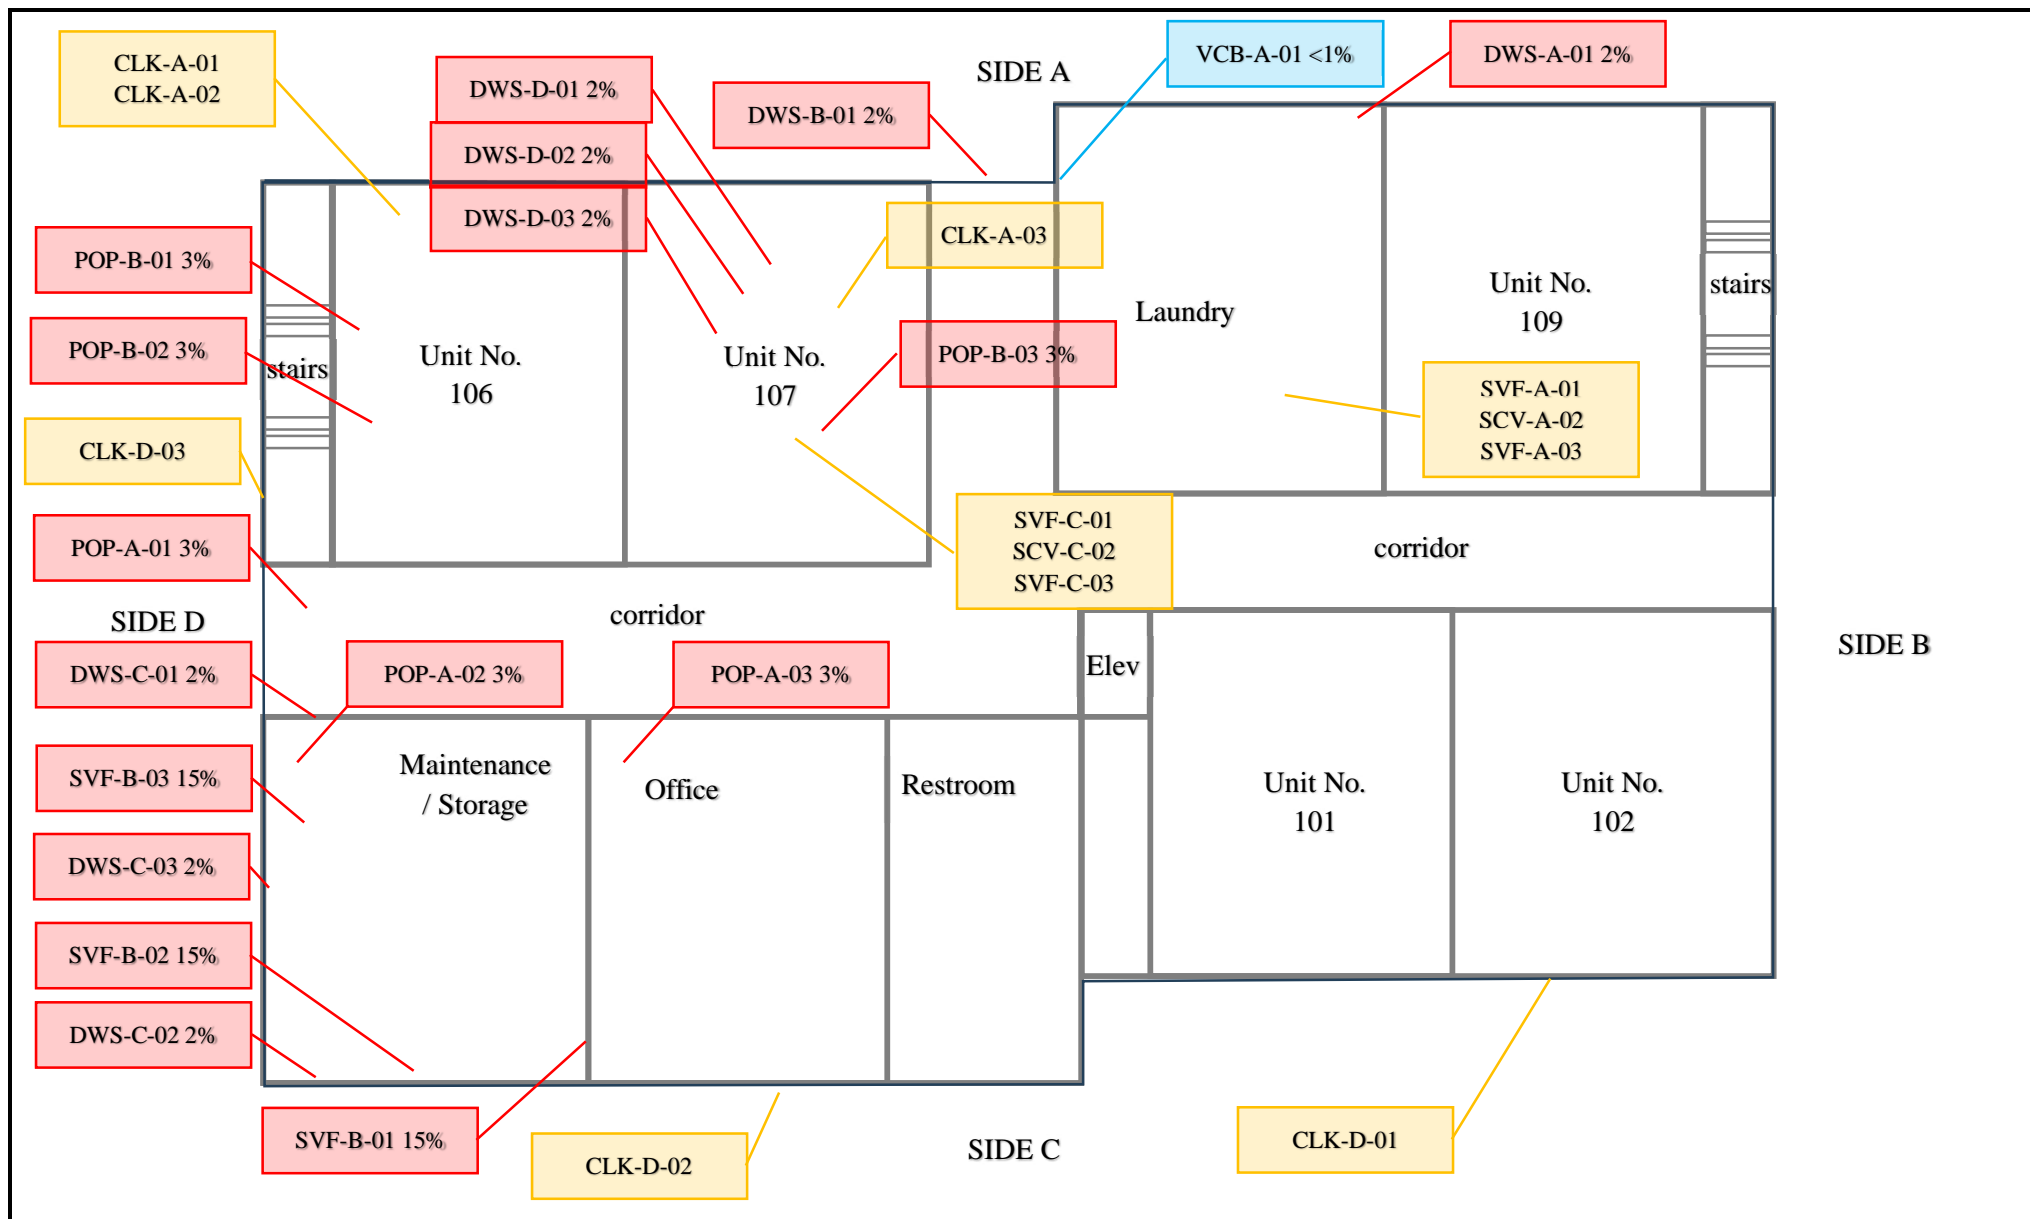 CLK-A-01
CLK-A-02
DWS-D-01 2%
DWS-D-02 2%
DWS-D-03 2%
DWS-B-01 2%
SIDE A
VCB-A-01 <1%
DWS-A-01 2%
CLK-A-03
POP-B-01 3%
POP-B-02 3%
stairs
Unit No.
106
Unit No.
107
POP-B-03 3%
Laundry
Unit No.
109
stairs
SVF-A-01
SCV-A-02
SVF-A-03
CLK-D-03
POP-A-01 3%
SVF-C-01
SCV-C-02
SVF-C-03
corridor
corridor
SIDE D
SIDE B
DWS-C-01 2%
POP-A-02 3%
POP-A-03 3%
Elev
SVF-B-03 15%
Maintenance
/ Storage
Office
Restroom
Unit No.
101
Unit No.
102
DWS-C-03 2%
SVF-B-02 15%
DWS-C-02 2%
SVF-B-01 15%
CLK-D-02
SIDE C
CLK-D-01